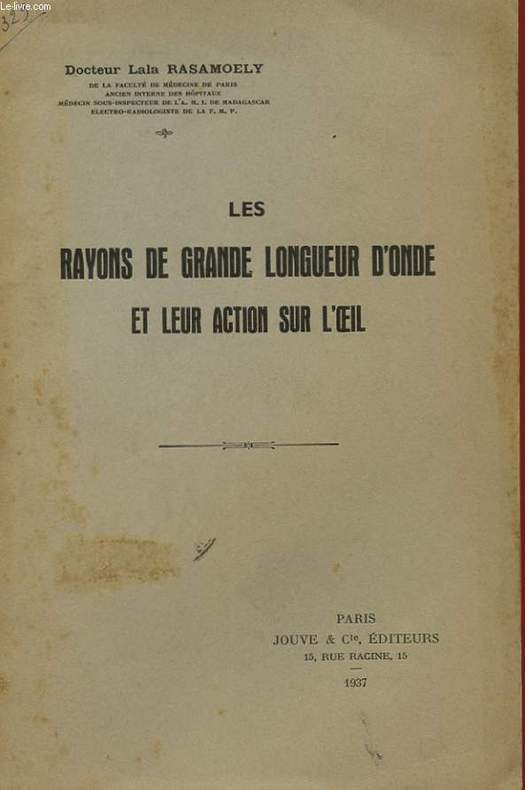 Le-livre.com
325
Docteur Lala RASAMOELY
DE LA FACULTÉ DE MÉDECINE DE PARIS
ANCIEN INTERNE DES HÔPITAUX
MÉDECIN SOUS-INSPECTEUR DE L'A. M. I. DE MADAGASCAR
ELECTRO-RADIOLOGISTE DE LA F. M. P.
LES
RAYONS DE GRANDE LONGUEUR D'ONDE
ET LEUR ACTION SUR L'ŒIL
PARIS
JOUVE & Cie, ÉDITEURS
15, RUE RACINE, 15
1937